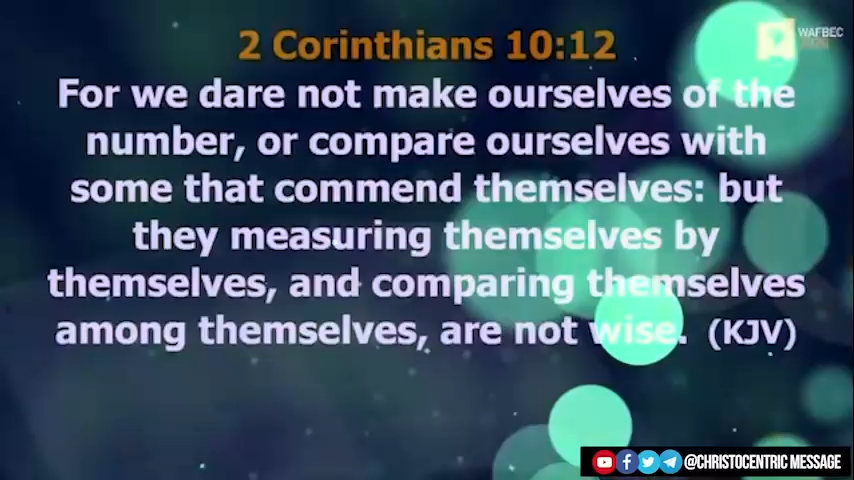 WAFBEC
2 Corinthians 10:12
For we dare not make ourselves of the
number, or compare ourselves with
some that commend themselves: but
they measuring themselves by
themselves, and comparing themselves
among themselves, are not wise. (KJV)
@CHRISTOCENTRIC MESSAGE